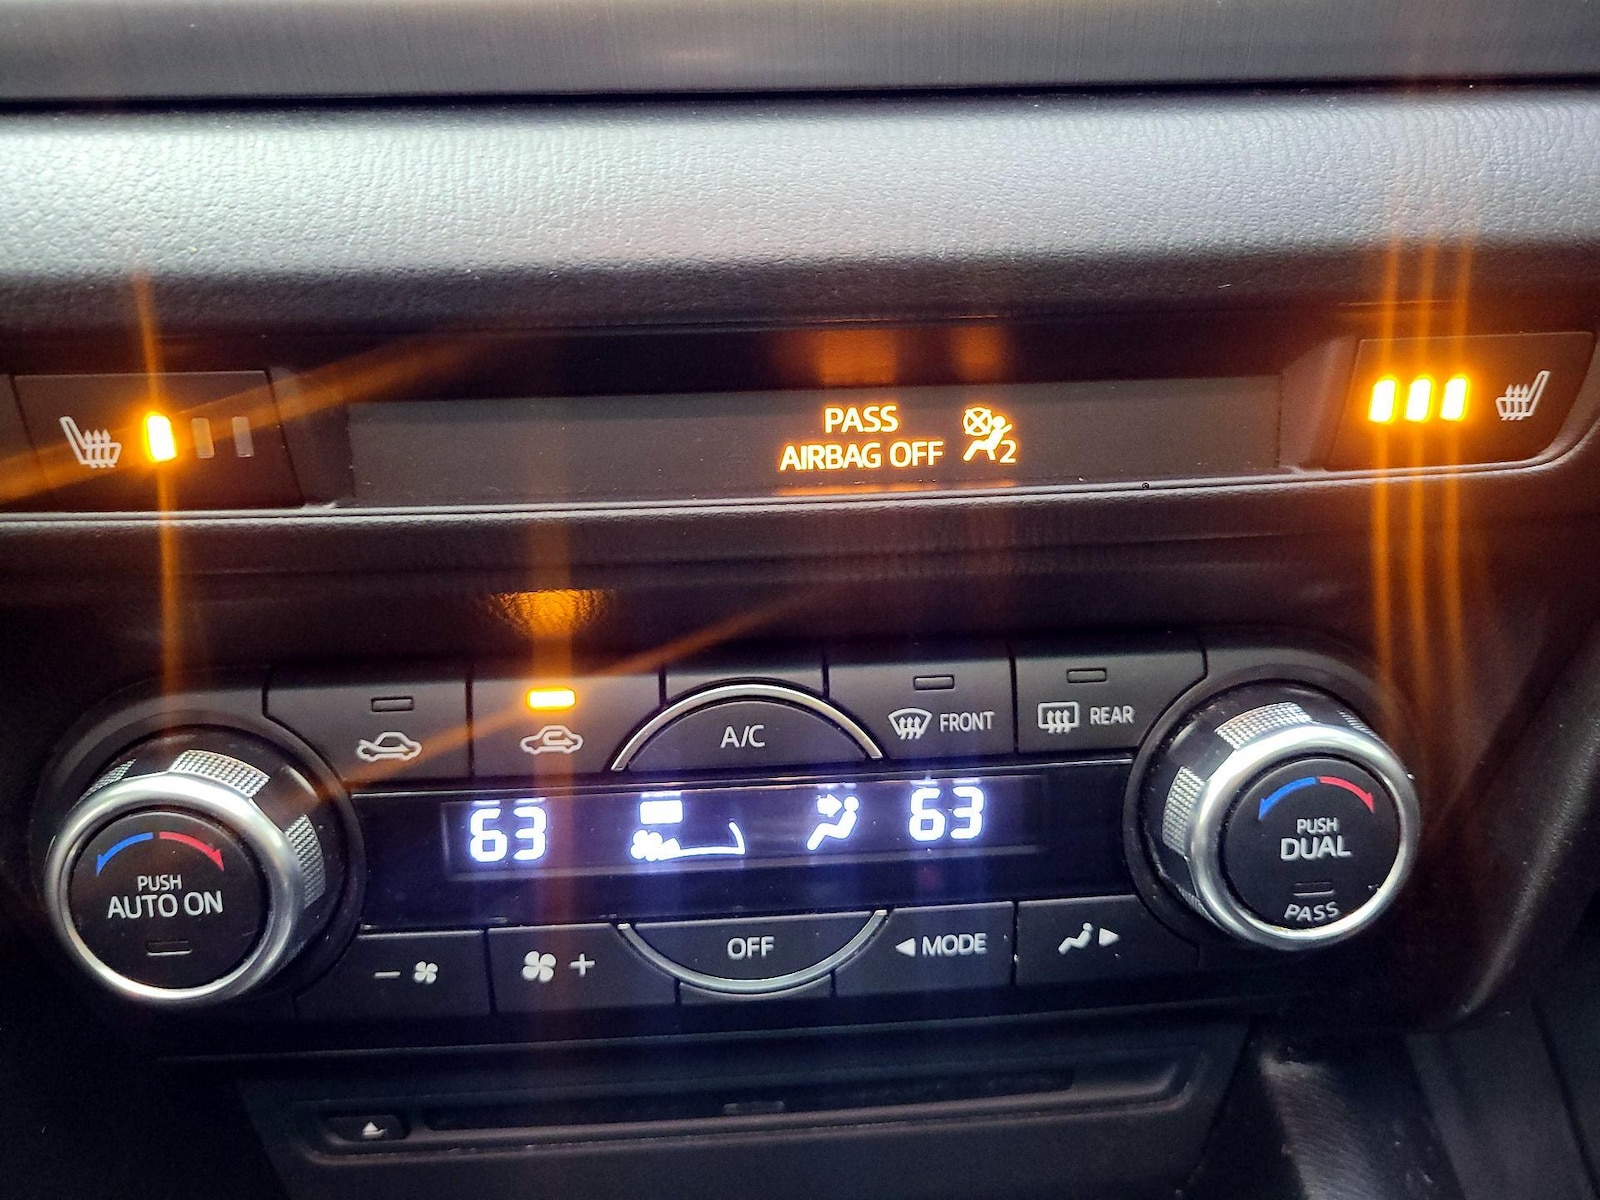 PASS
AIRBAG OFF 2
A/C
FRONT
REAR
63
63
PUSH
AUTO ON
PUSH
DUAL
PASS
- +
OFF
MODE